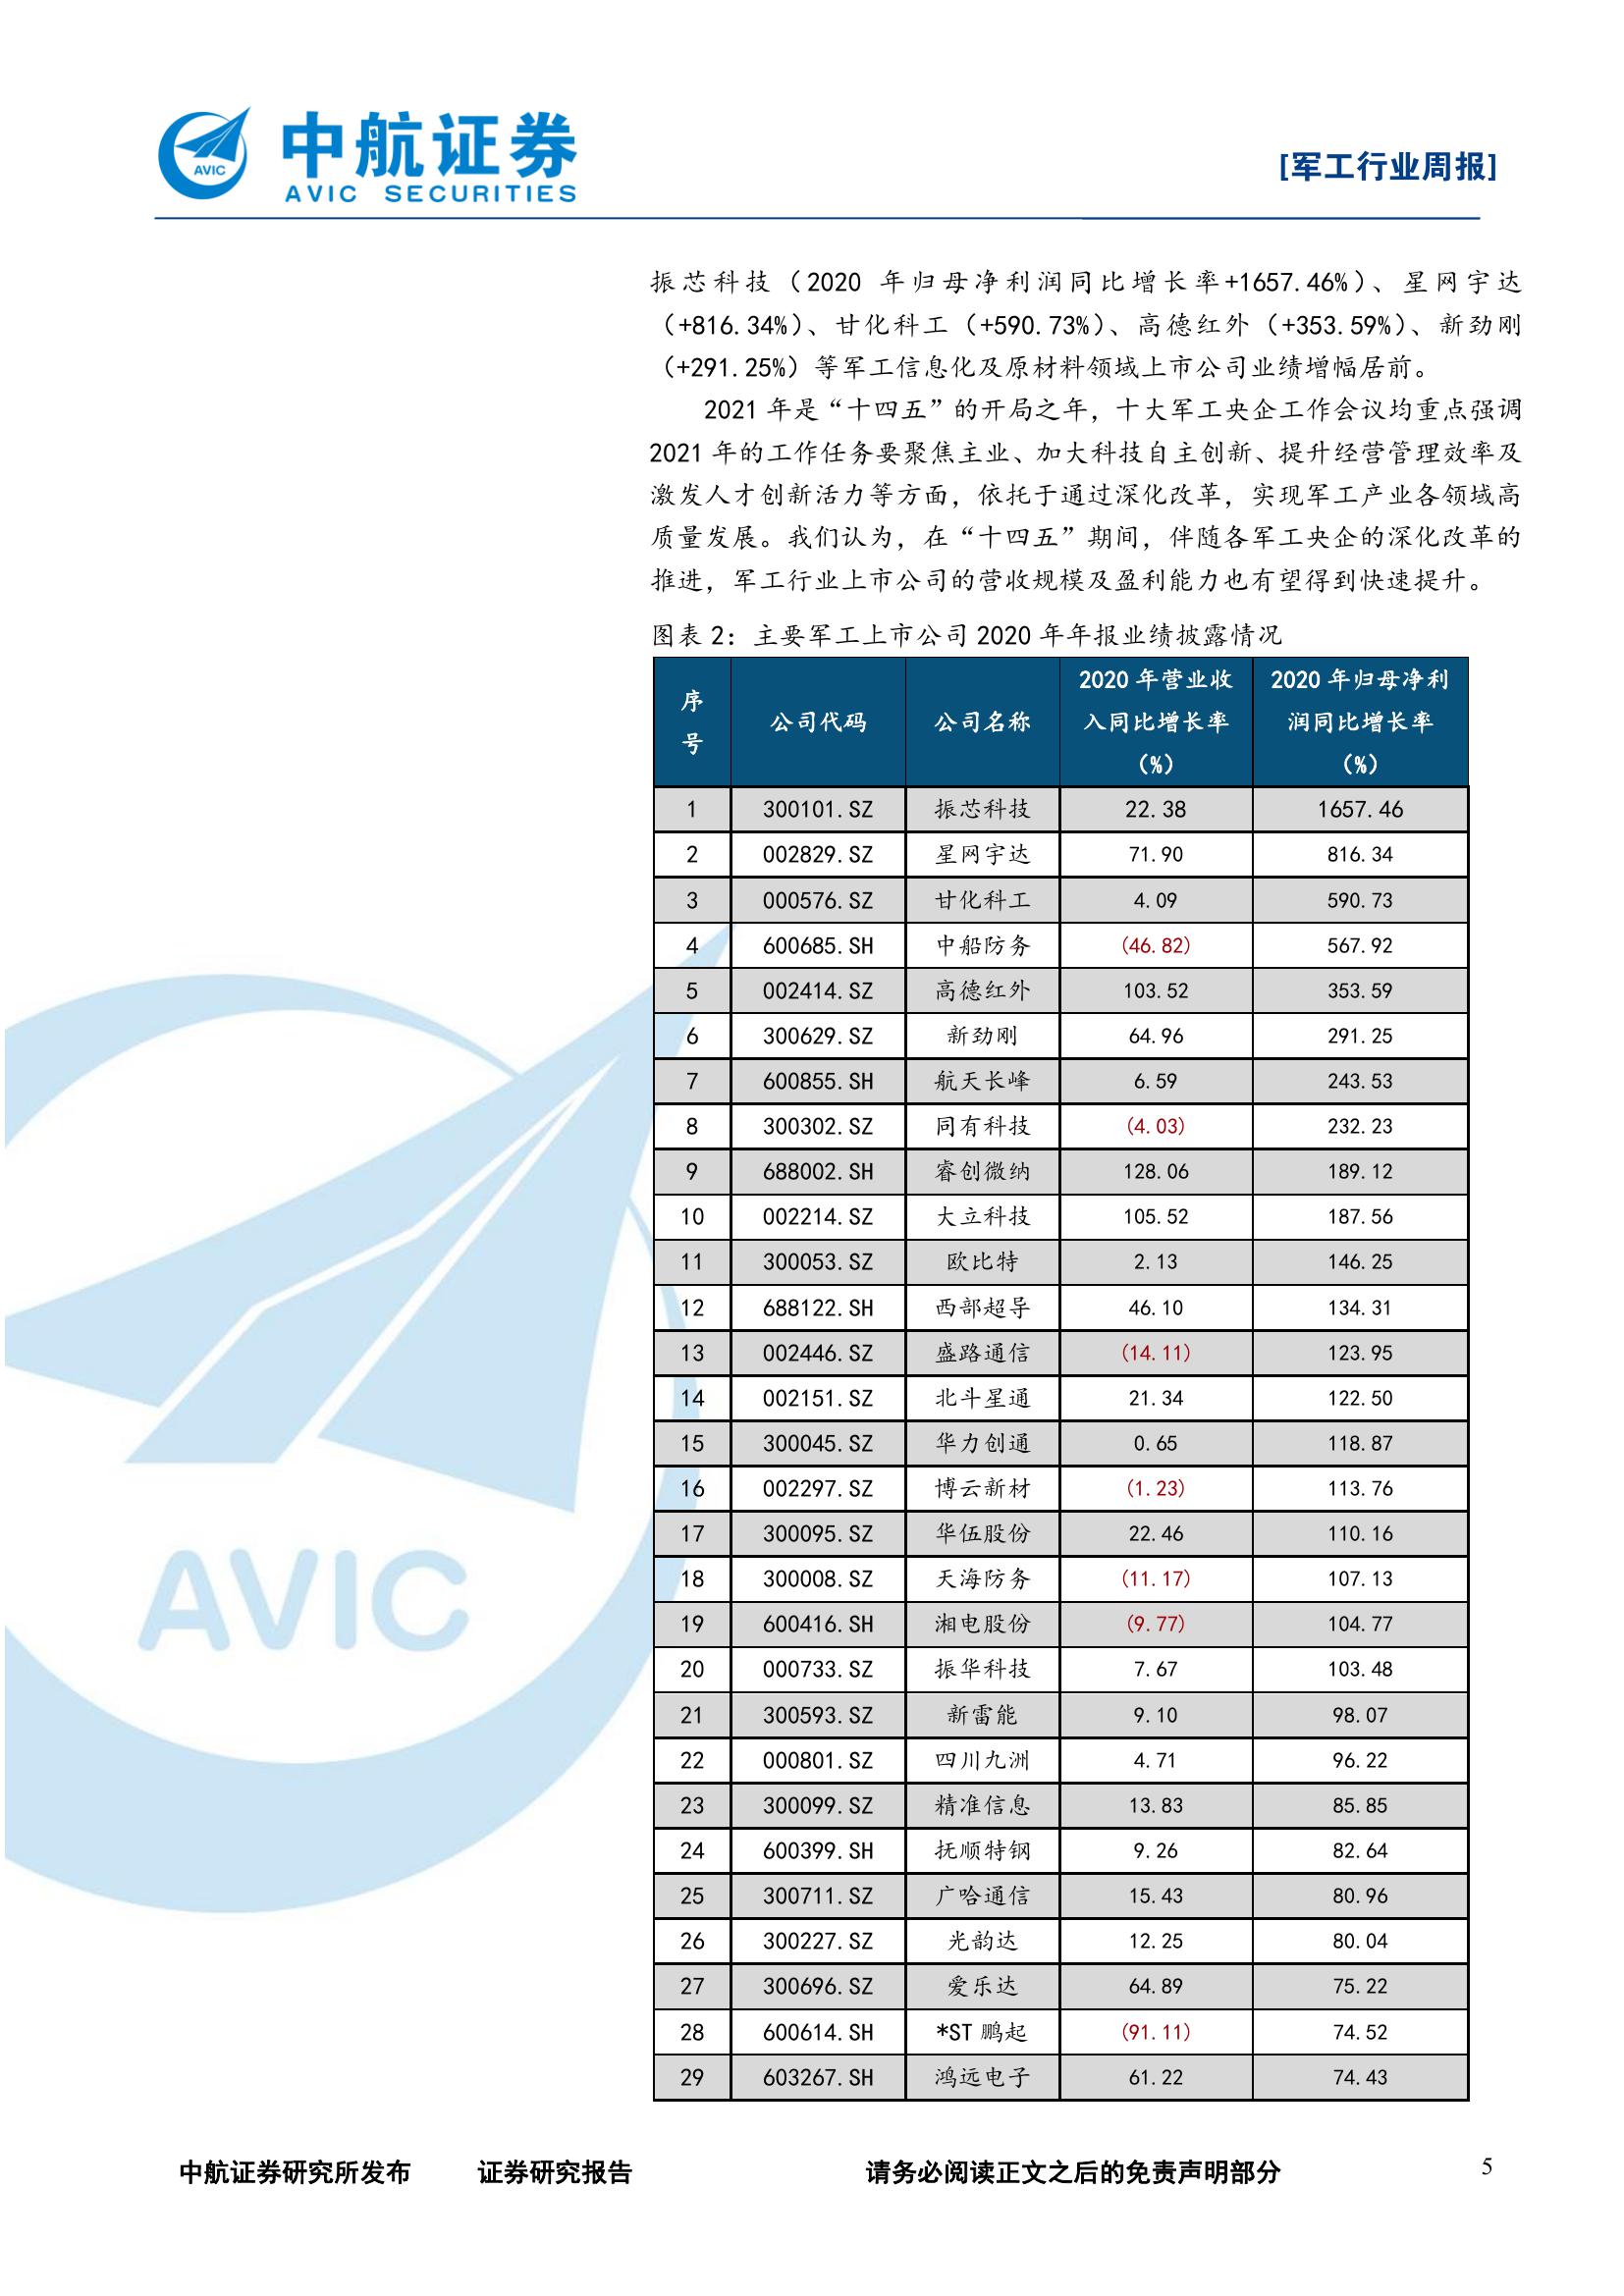 中航证券
AVIC SECURITIES
AVIC
[军工行业周报]
振芯科技（2020 年归母净利润同比增长率+1657.46%）、星网宇达
（+816.34%）、甘化科工（+590.73%）、高德红外（+353.59%）、新劲刚
（+291.25%）等军工信息化及原材料领域上市公司业绩增幅居前。
2021 年是“十四五”的开局之年，十大军工央企工作会议均重点强调
2021 年的工作任务要聚焦主业、加大科技自主创新、提升经营管理效率及
激发人才创新活力等方面，依托于通过深化改革，实现军工产业各领域高
质量发展。我们认为，在“十四五”期间，伴随各军工央企的深化改革的
推进，军工行业上市公司的营收规模及盈利能力也有望得到快速提升。
图表 2：主要军工上市公司 2020 年年报业绩披露情况
序号 公司代码 公司名称 2020 年营业收入同比增长率（%） 2020 年归母净利润同比增长率（%）
1 300101.SZ 振芯科技 22.38 1657.46
2 002829.SZ 星网宇达 71.90 816.34
3 000576.SZ 甘化科工 4.09 590.73
4 600685.SH 中船防务 (46.82) 567.92
5 002414.SZ 高德红外 103.52 353.59
6 300629.SZ 新劲刚 64.96 291.25
7 600855.SH 航天长峰 6.59 243.53
8 300302.SZ 同有科技 (4.03) 232.23
9 688002.SH 睿创微纳 128.06 189.12
10 002214.SZ 大立科技 105.52 187.56
11 300053.SZ 欧比特 2.13 146.25
12 688122.SH 西部超导 46.10 134.31
13 002446.SZ 盛路通信 (14.11) 123.95
14 002151.SZ 北斗星通 21.34 122.50
15 300045.SZ 华力创通 0.65 118.87
16 002297.SZ 博云新材 (1.23) 113.76
17 300095.SZ 华伍股份 22.46 110.16
18 300008.SZ 天海防务 (11.17) 107.13
19 600416.SH 湘电股份 (9.77) 104.77
20 000733.SZ 振华科技 7.67 103.48
21 300593.SZ 新雷能 9.10 98.07
22 000801.SZ 四川九洲 4.71 96.22
23 300099.SZ 精准信息 13.83 85.85
24 600399.SH 抚顺特钢 9.26 82.64
25 300711.SZ 广哈通信 15.43 80.96
26 300227.SZ 光韵达 12.25 80.04
27 300696.SZ 爱乐达 64.89 75.22
28 600614.SH *ST 鹏起 (91.11) 74.52
29 603267.SH 鸿远电子 61.22 74.43
AVIC
中航证券研究所发布 证券研究报告 请务必阅读正文之后的免责声明部分 5